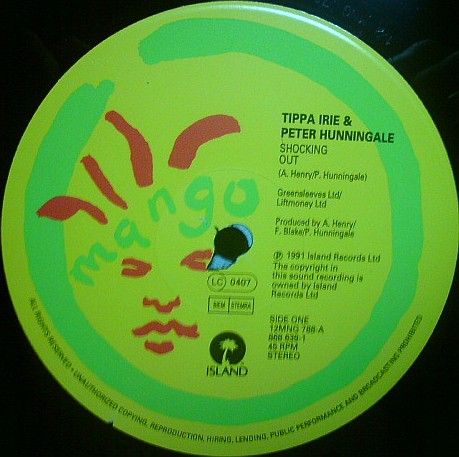 mango
TIPPA IRIE &
PETER HUNNINGALE
SHOCKING
OUT
(A. Henry/P. Hunningale)
Greensleeves Ltd/
Liftmoney Ltd
Produced by A. Henry/
F. Blake/P. Hunningale
Ⓟ 1991 Island Records Ltd
The copyright in
this sound recording is
owned by Island
Records Ltd
LC 0407
BIEM STEMRA
SIDE ONE
12MNG 768-A
45 RPM
STEREO
ISLAND
ALL RIGHTS RESERVED • UNAUTHORIZED COPYING, REPRODUCTION, HIRING, LENDING, PUBLIC PERFORMANCE AND BROADCASTING PROHIBITED